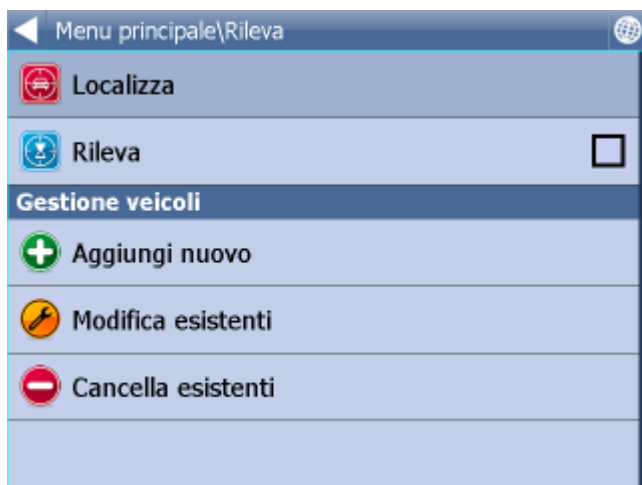 Menu principale\Rileva
Localizza
Rileva
Gestione veicoli
Aggiungi nuovo
Modifica esistenti
Cancella esistenti